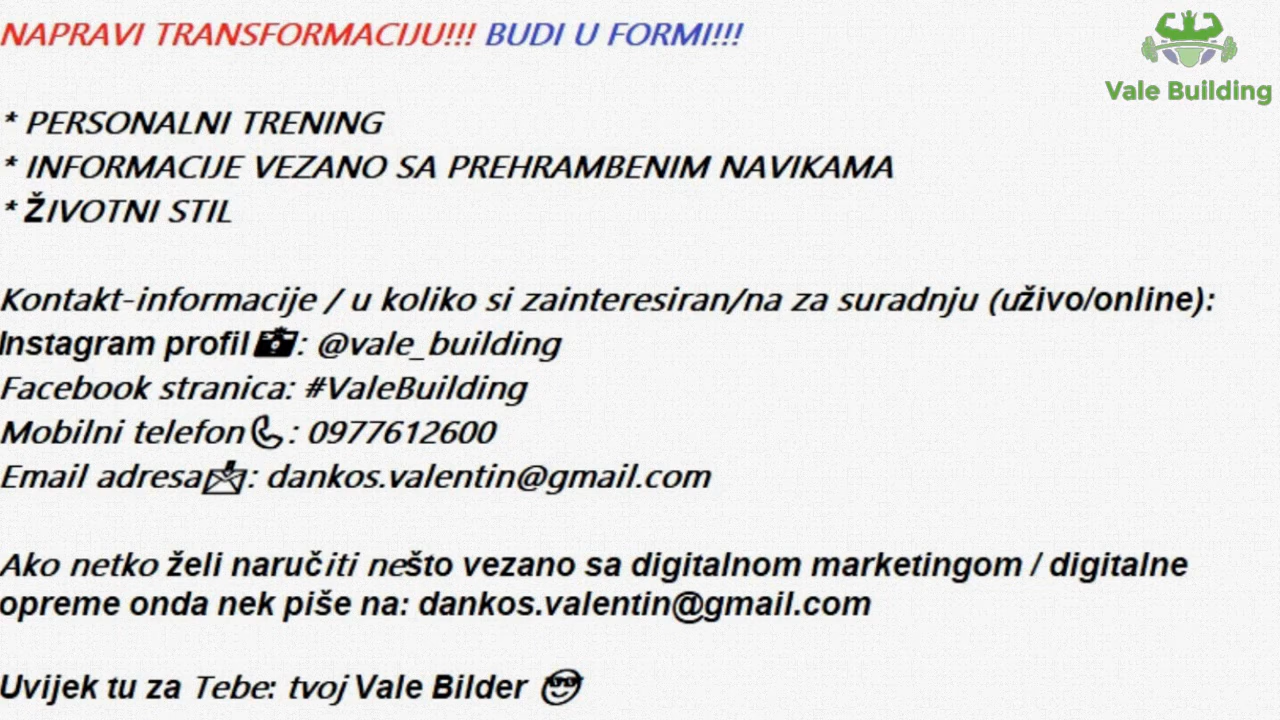 NAPRAVI TRANSFORMACIJU!!! BUDI U FORMI!!!
Vale Building
* PERSONALNI TRENING
* INFORMACIJE VEZANO SA PREHRAMBENIM NAVIKAMA
* ŽIVOTNI STIL
Kontakt-informacije / u koliko si zainteresiran/na za suradnju (uživo/online):
Instagram profil📷: @vale_building
Facebook stranica: #ValeBuilding
Mobilni telefon📞: 0977612600
Email adresa📩: dankos.valentin@gmail.com
Ako netko želi naručiti nešto vezano sa digitalnom marketingom / digitalne
opreme onda nek piše na: dankos.valentin@gmail.com
Uvijek tu za Tebe: tvoj Vale Bilder 😎